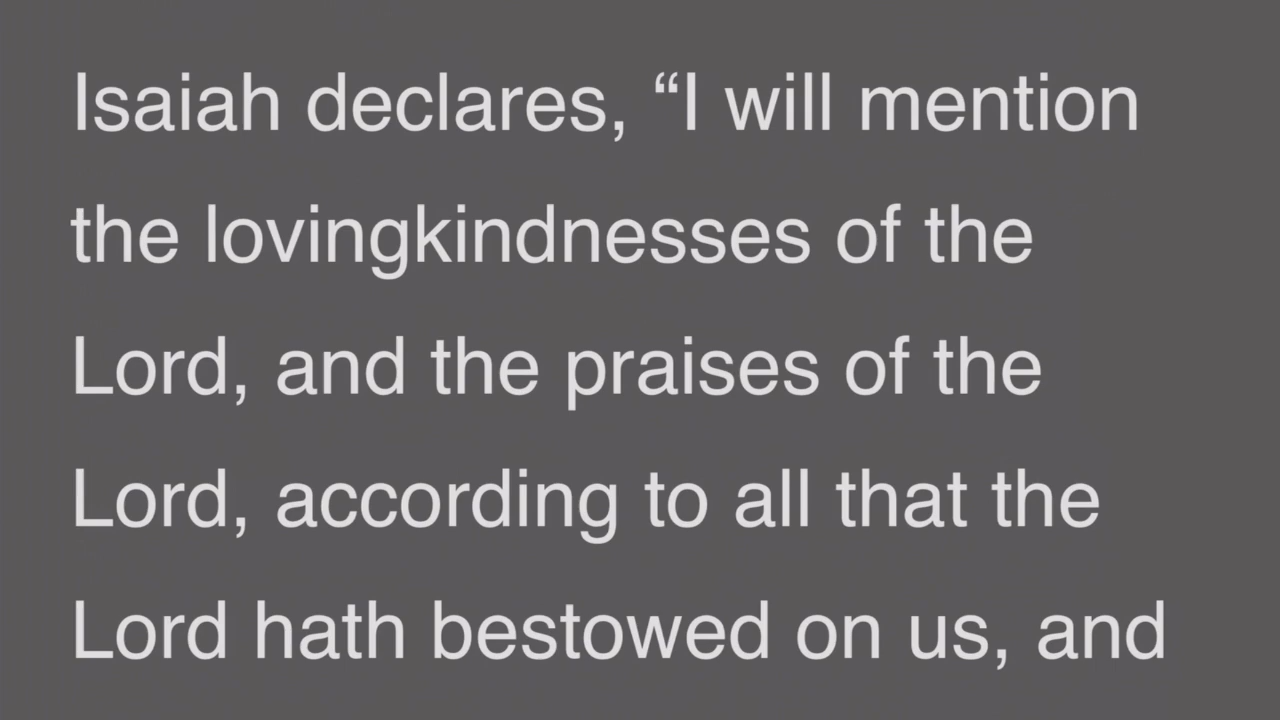 Isaiah declares, “I will mention
the lovingkindnesses of the
Lord, and the praises of the
Lord, according to all that the
Lord hath bestowed on us, and